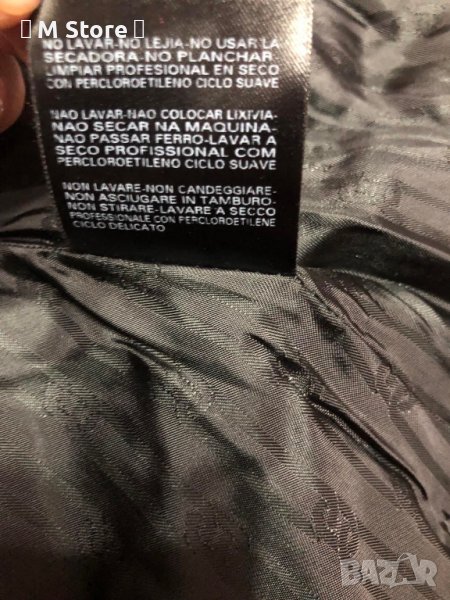 M Store
NO LAVAR-NO LEJIA-NO USAR LA
SECADORA-NO PLANCHAR
LIMPIAR PROFESIONAL EN SECO
CON PERCLOROETILENO CICLO SUAVE
NAO LAVAR-NAO COLOCAR LIXIVIA-
NAO SECAR NA MAQUINA-
NAO PASSAR FERRO-LAVAR A
SECO PROFISSIONAL COM
PERCLOROETILENO CICLO SUAVE
NON LAVARE-NON CANDEGGIARE-
NON ASCIUGARE IN TAMBURO-
NON STIRARE-LAVARE A SECCO
PROFESSIONALE CON PERCLOROETILENE
CICLO DELICATO
BAZAR